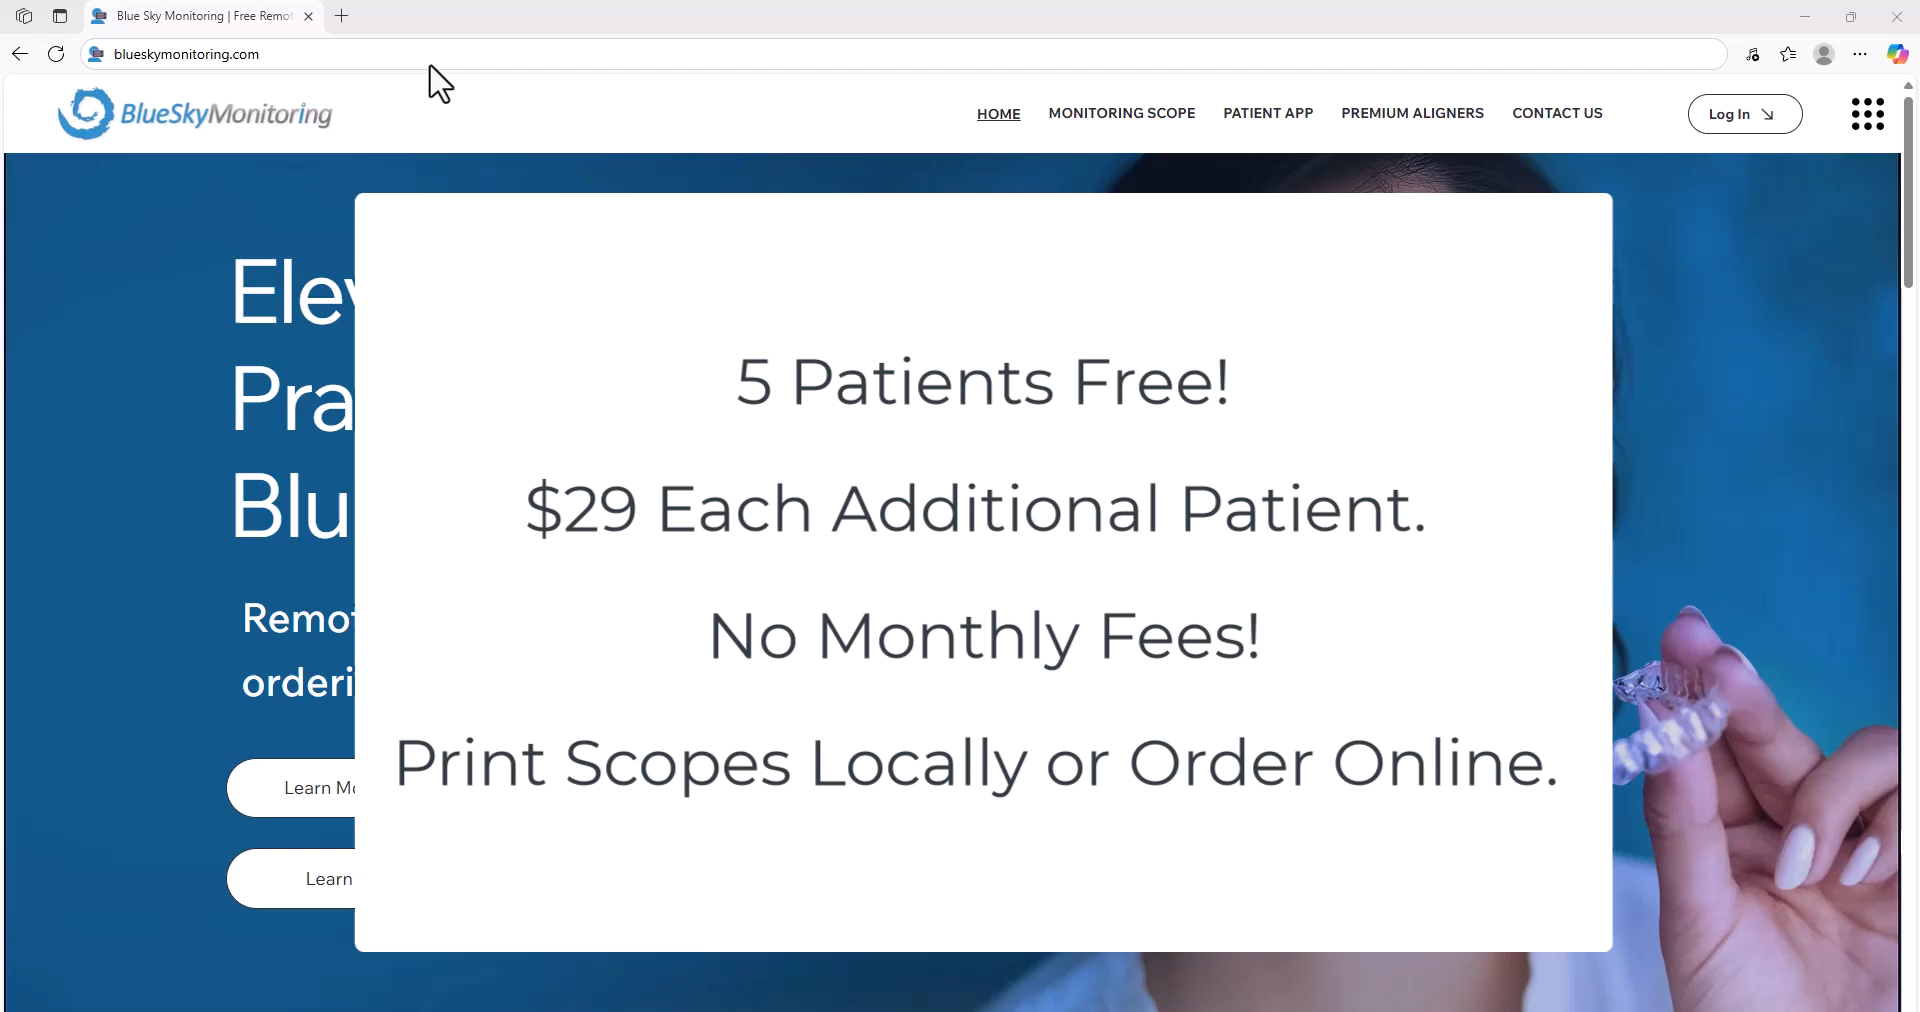 Blue Sky Monitoring | Free Remot
blueskymonitoring.com
BlueSkyMonitoring
HOME MONITORING SCOPE PATIENT APP PREMIUM ALIGNERS CONTACT US Log In
Ele
Pra
Blu
Remot
orderi
Learn Mo
Learn
5 Patients Free!
$29 Each Additional Patient.
No Monthly Fees!
Print Scopes Locally or Order Online.